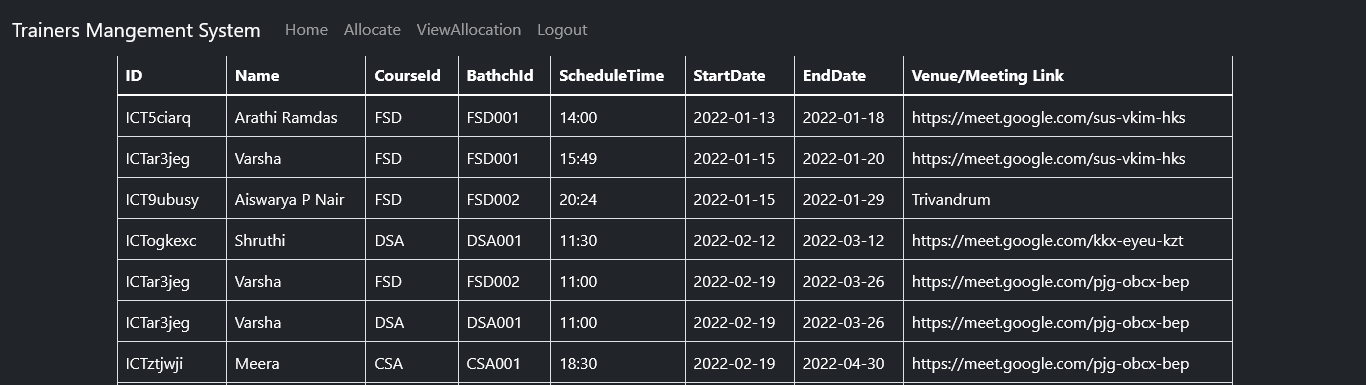 Trainers Mangement System Home Allocate ViewAllocation Logout
ID Name CourseId BathchId ScheduleTime StartDate EndDate Venue/Meeting Link
ICT5ciarq Arathi Ramdas FSD FSD001 14:00 2022-01-13 2022-01-18 https://meet.google.com/sus-vkim-hks
ICTar3jeg Varsha FSD FSD001 15:49 2022-01-15 2022-01-20 https://meet.google.com/sus-vkim-hks
ICT9ubusy Aiswarya P Nair FSD FSD002 20:24 2022-01-15 2022-01-29 Trivandrum
ICTogkexc Shruthi DSA DSA001 11:30 2022-02-12 2022-03-12 https://meet.google.com/kkx-eyeu-kzt
ICTar3jeg Varsha FSD FSD002 11:00 2022-02-19 2022-03-26 https://meet.google.com/pjg-obcx-bep
ICTar3jeg Varsha DSA DSA001 11:00 2022-02-19 2022-03-26 https://meet.google.com/pjg-obcx-bep
ICTztjwji Meera CSA CSA001 18:30 2022-02-19 2022-04-30 https://meet.google.com/pjg-obcx-bep